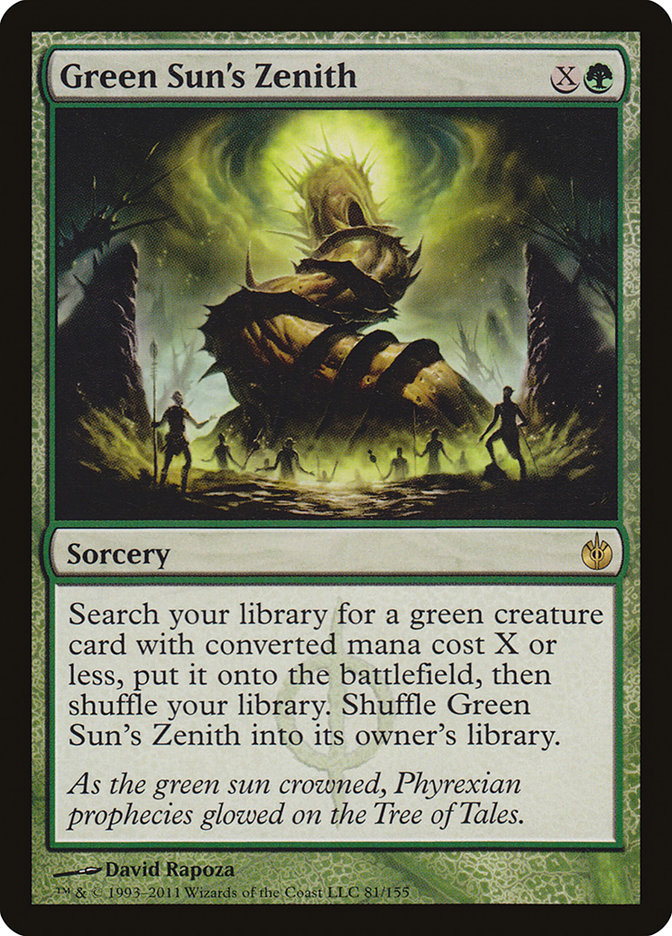 Green Sun's Zenith X
Sorcery
Search your library for a green creature
card with converted mana cost X or
less, put it onto the battlefield, then
shuffle your library. Shuffle Green
Sun's Zenith into its owner's library.
As the green sun crowned, Phyrexian
prophecies glowed on the Tree of Tales.
David Rapoza
™ & © 1993–2011 Wizards of the Coast LLC 81/155